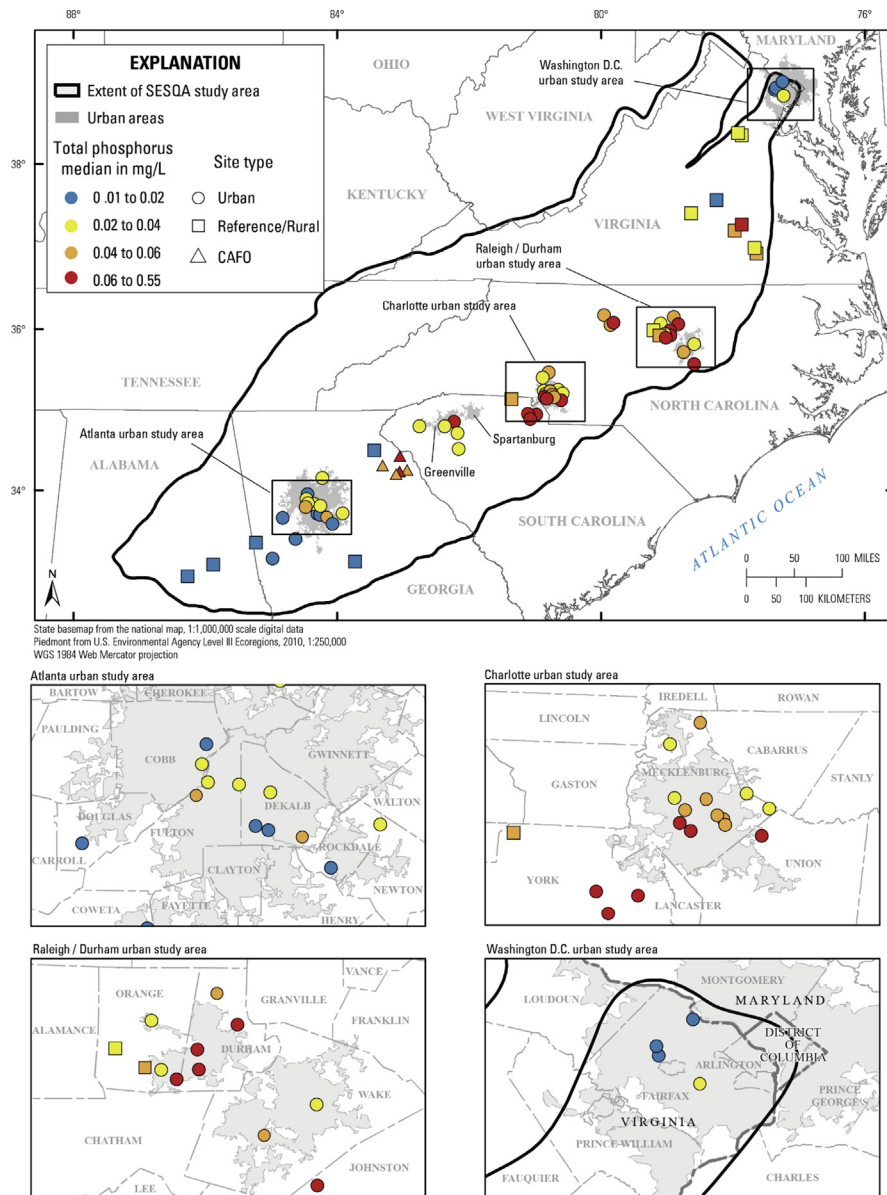 84°
80°
76°
MARYLAND
EXPLANATION
Extent of SESQA study area
Urban areas
Total phosphorus
median in mg/L
Site type
0 .01 to 0.02
Urban
0.02 to 0.04
Reference/Rural
0.04 to 0.06
CAFO
0.06 to 0.55
OHIO
Washington D.C.
urban study area
WEST VIRGINIA
38°
KENTUCKY
VIRGINIA
Raleigh / Durham
urban study area
Charlotte urban study area
36°
TENNESSEE
NORTH CAROLINA
Atlanta urban study area
Spartanburg
ALABAMA
Greenville
34°
SOUTH CAROLINA
ATLANTIC OCEAN
0 50 100 MILES
0 50 100 KILOMETERS
N
GEORGIA
88°
84°
80°
76°
State basemap from the national map, 1:1,000,000 scale digital data
Piedmont from U.S. Environmental Agency Level III Ecoregions, 2010, 1:250,000
WGS 1984 Web Mercator projection
Atlanta urban study area
BARTOW
CHEROKEE
PAULDING
COBB
GWINNETT
DEKALB
WALTON
DOUGLAS
FULTON
ROCKDALE
CARROLL
CLAYTON
NEWTON
COWETA
FAYETTE
HENRY
Charlotte urban study area
IREDELL
ROWAN
LINCOLN
CABARRUS
MECKLENBURG
STANLY
GASTON
UNION
YORK
LANCASTER
Raleigh / Durham urban study area
VANCE
ORANGE
GRANVILLE
FRANKLIN
ALAMANCE
DURHAM
WAKE
CHATHAM
JOHNSTON
LEE
Washington D.C. urban study area
MONTGOMERY
LOUDOUN
MARYLAND
DISTRICT
OF
COLUMBIA
ARLINGTON
FAIRFAX
PRINCE
GEORGE'S
VIRGINIA
PRINCE WILLIAM
FAUQUIER
CHARLES